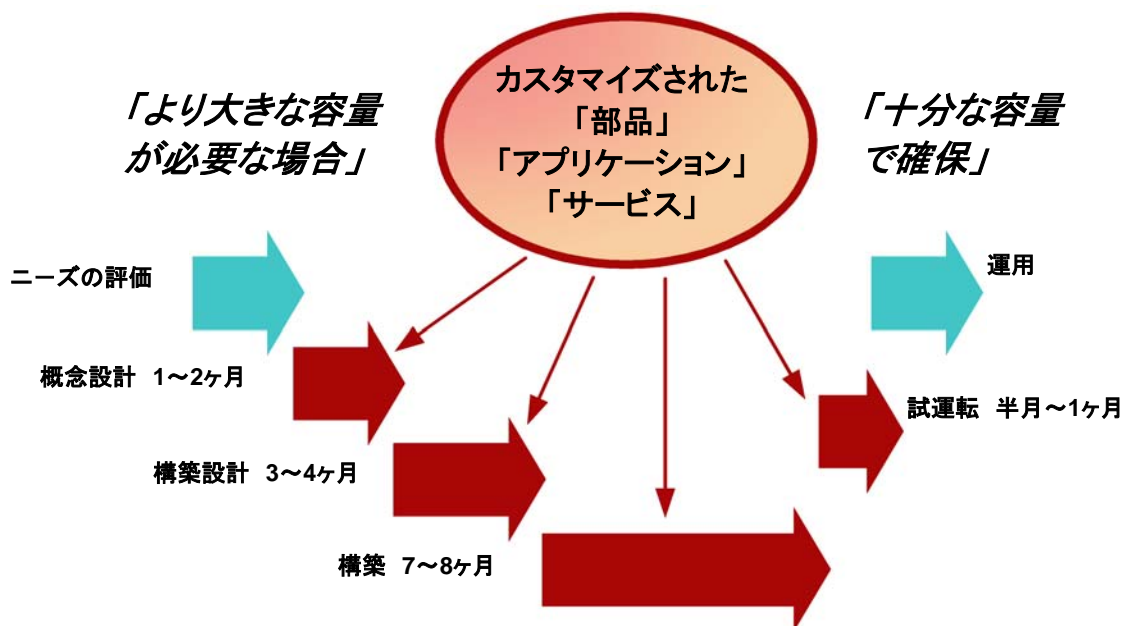 「より大きな容量
が必要な場合」
カスタマイズされた
「部品」
「アプリケーション」
「サービス」
「十分な容量
で確保」
ニーズの評価
運用
概念設計 1～2ヶ月
試運転 半月～1ヶ月
構築設計 3～4ヶ月
構築 7～8ヶ月